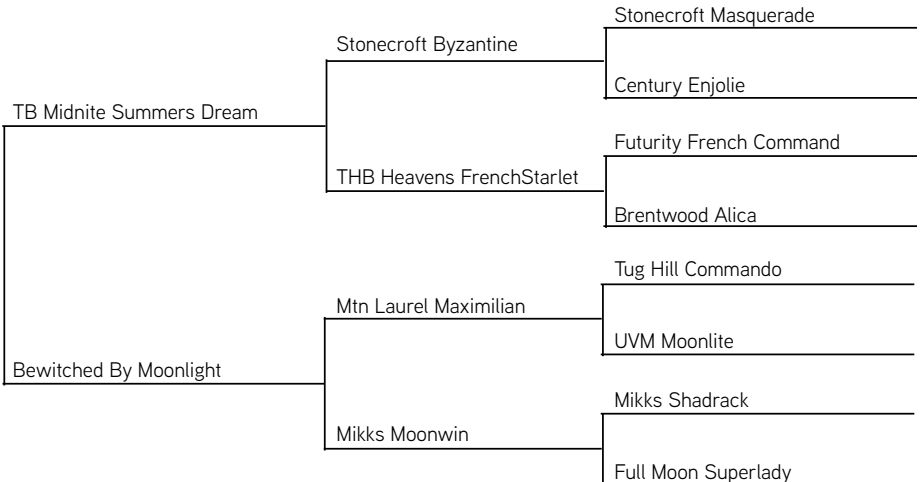 Stonecroft Masquerade
Stonecroft Byzantine
Century Enjolie
TB Midnite Summers Dream
Futurity French Command
THB Heavens FrenchStarlet
Brentwood Alica
Tug Hill Commando
Mtn Laurel Maximilian
UVM Moonlite
Bewitched By Moonlight
Mikks Shadrack
Mikks Moonwin
Full Moon Superlady